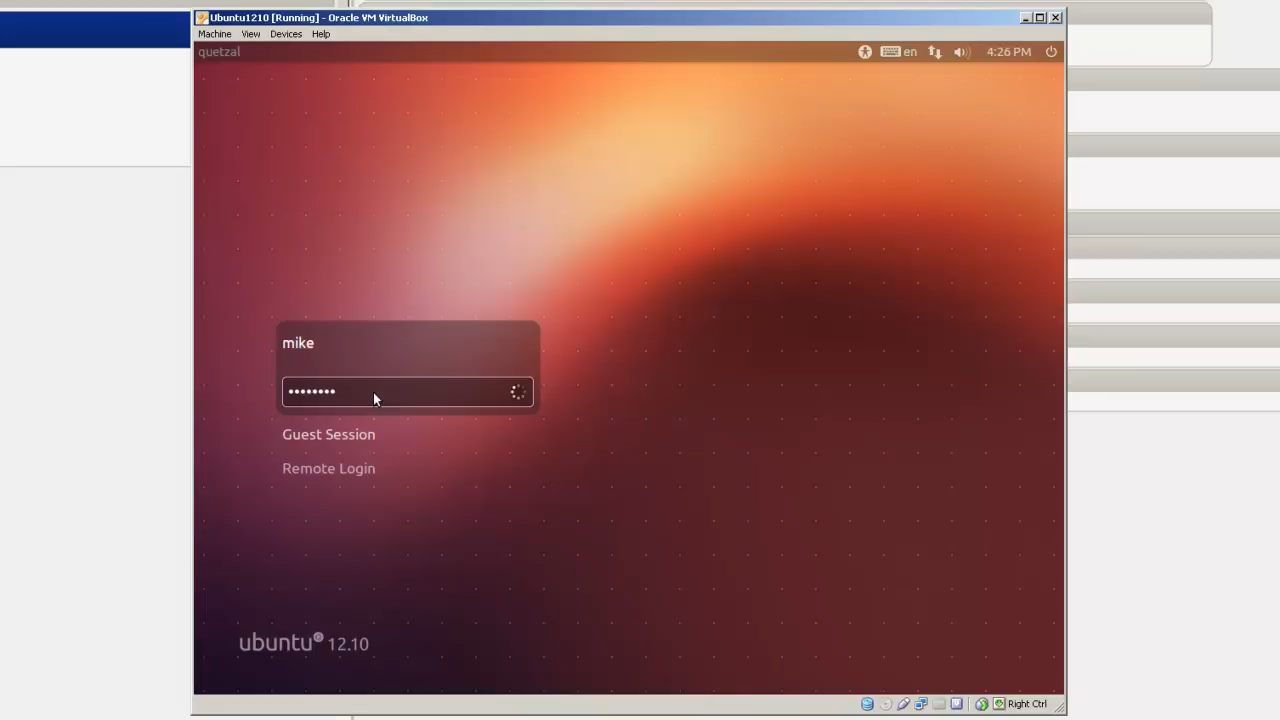 Ubuntu1210 [Running] - Oracle VM VirtualBox
Machine View Devices Help
quetzal en 4:26 PM
mike
••••••••
Guest Session
Remote Login
ubuntu® 12.10
Right Ctrl